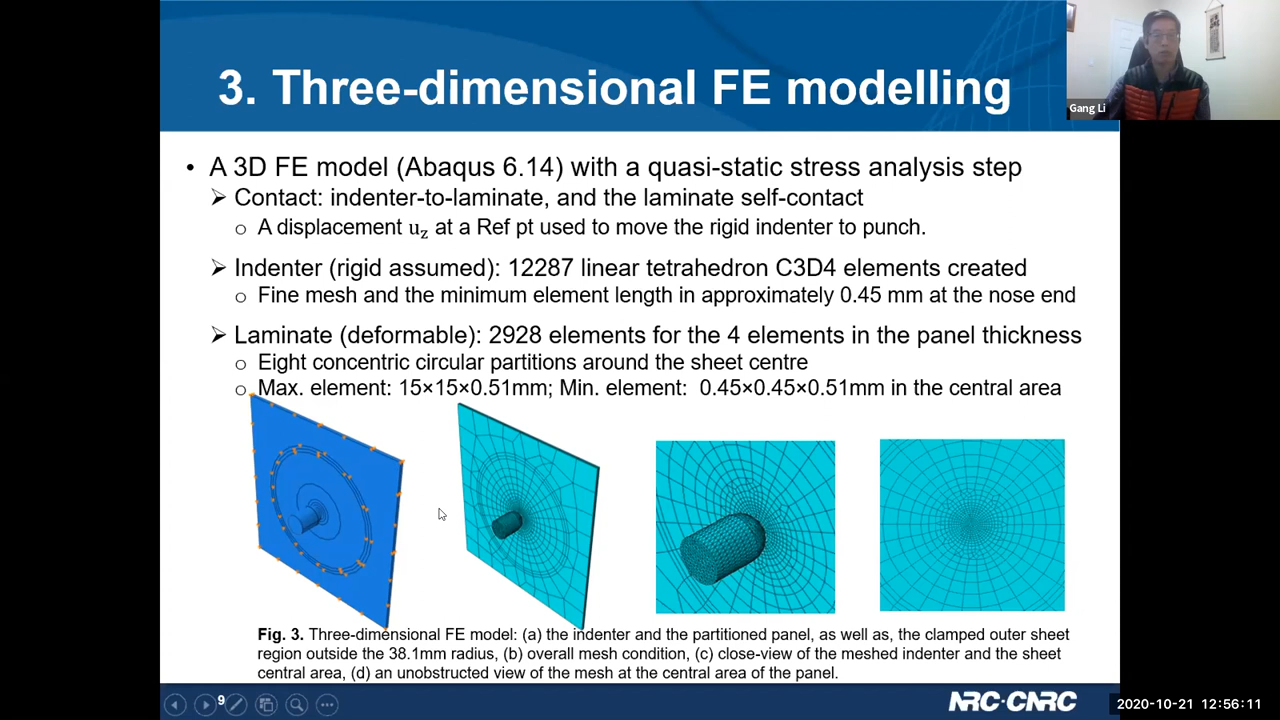 3. Three-dimensional FE modelling
Gang Li
• A 3D FE model (Abaqus 6.14) with a quasi-static stress analysis step
➢ Contact: indenter-to-laminate, and the laminate self-contact
o A displacement u_z at a Ref pt used to move the rigid indenter to punch.
➢ Indenter (rigid assumed): 12287 linear tetrahedron C3D4 elements created
o Fine mesh and the minimum element length in approximately 0.45 mm at the nose end
➢ Laminate (deformable): 2928 elements for the 4 elements in the panel thickness
o Eight concentric circular partitions around the sheet centre
o Max. element: 15×15×0.51mm; Min. element: 0.45×0.45×0.51mm in the central area
Fig. 3. Three-dimensional FE model: (a) the indenter and the partitioned panel, as well as, the clamped outer sheet
region outside the 38.1mm radius, (b) overall mesh condition, (c) close-view of the meshed indenter and the sheet
central area, (d) an unobstructed view of the mesh at the central area of the panel.
9
NRC·CNRC
2020-10-21 12:56:11